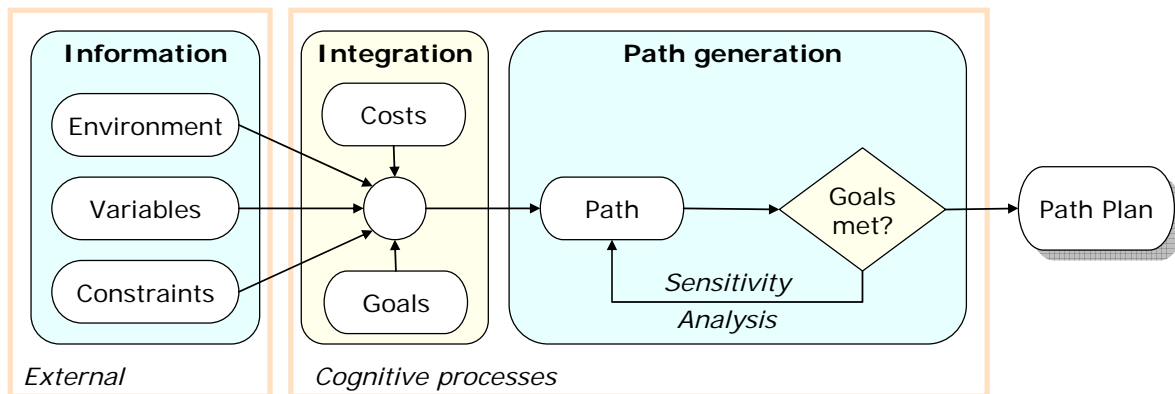 Information
Environment
Variables
Constraints
External
Integration
Costs
Goals
Path generation
Path
Goals
met?
Sensitivity
Analysis
Cognitive processes
Path Plan